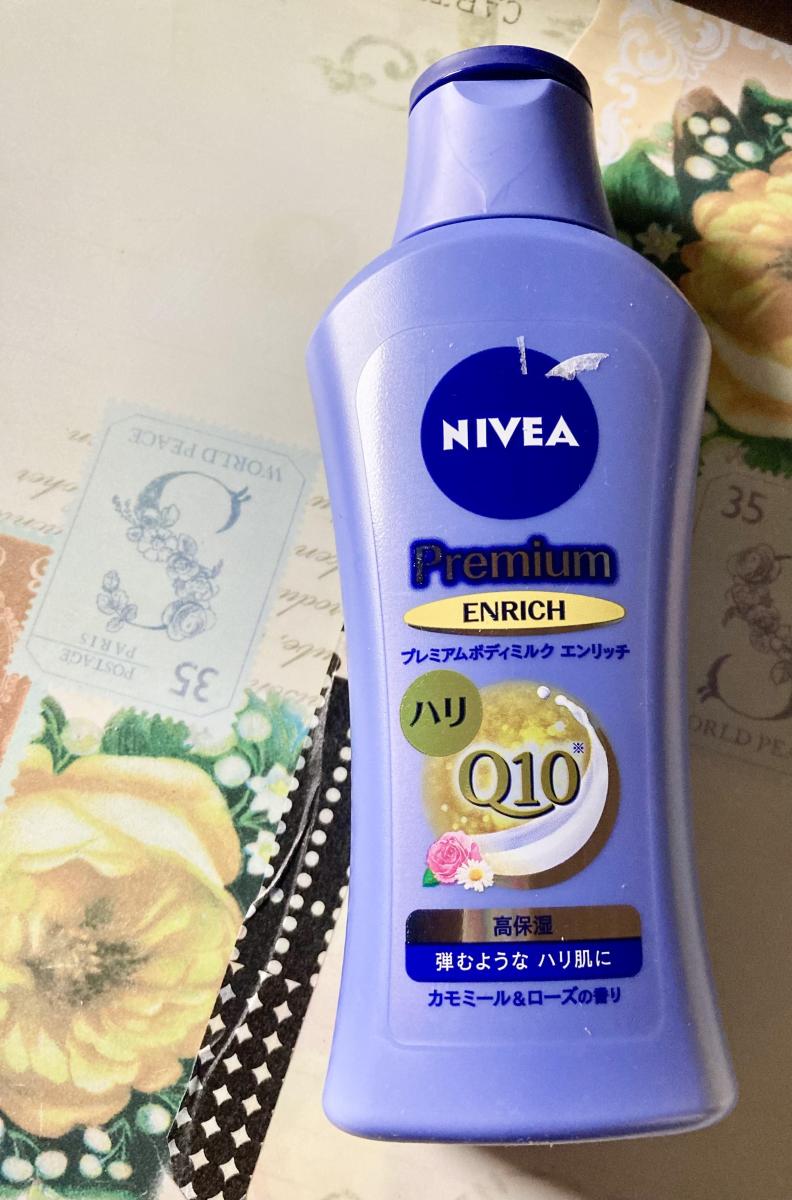 NIVEA
Premium
ENRICH
プレミアムボディミルク エンリッチ
ハリ
Q10※
高保湿
弾むような ハリ肌に
カモミール&ローズの香り
WORLD PEACE
POSTAGE
PARIS
35
35